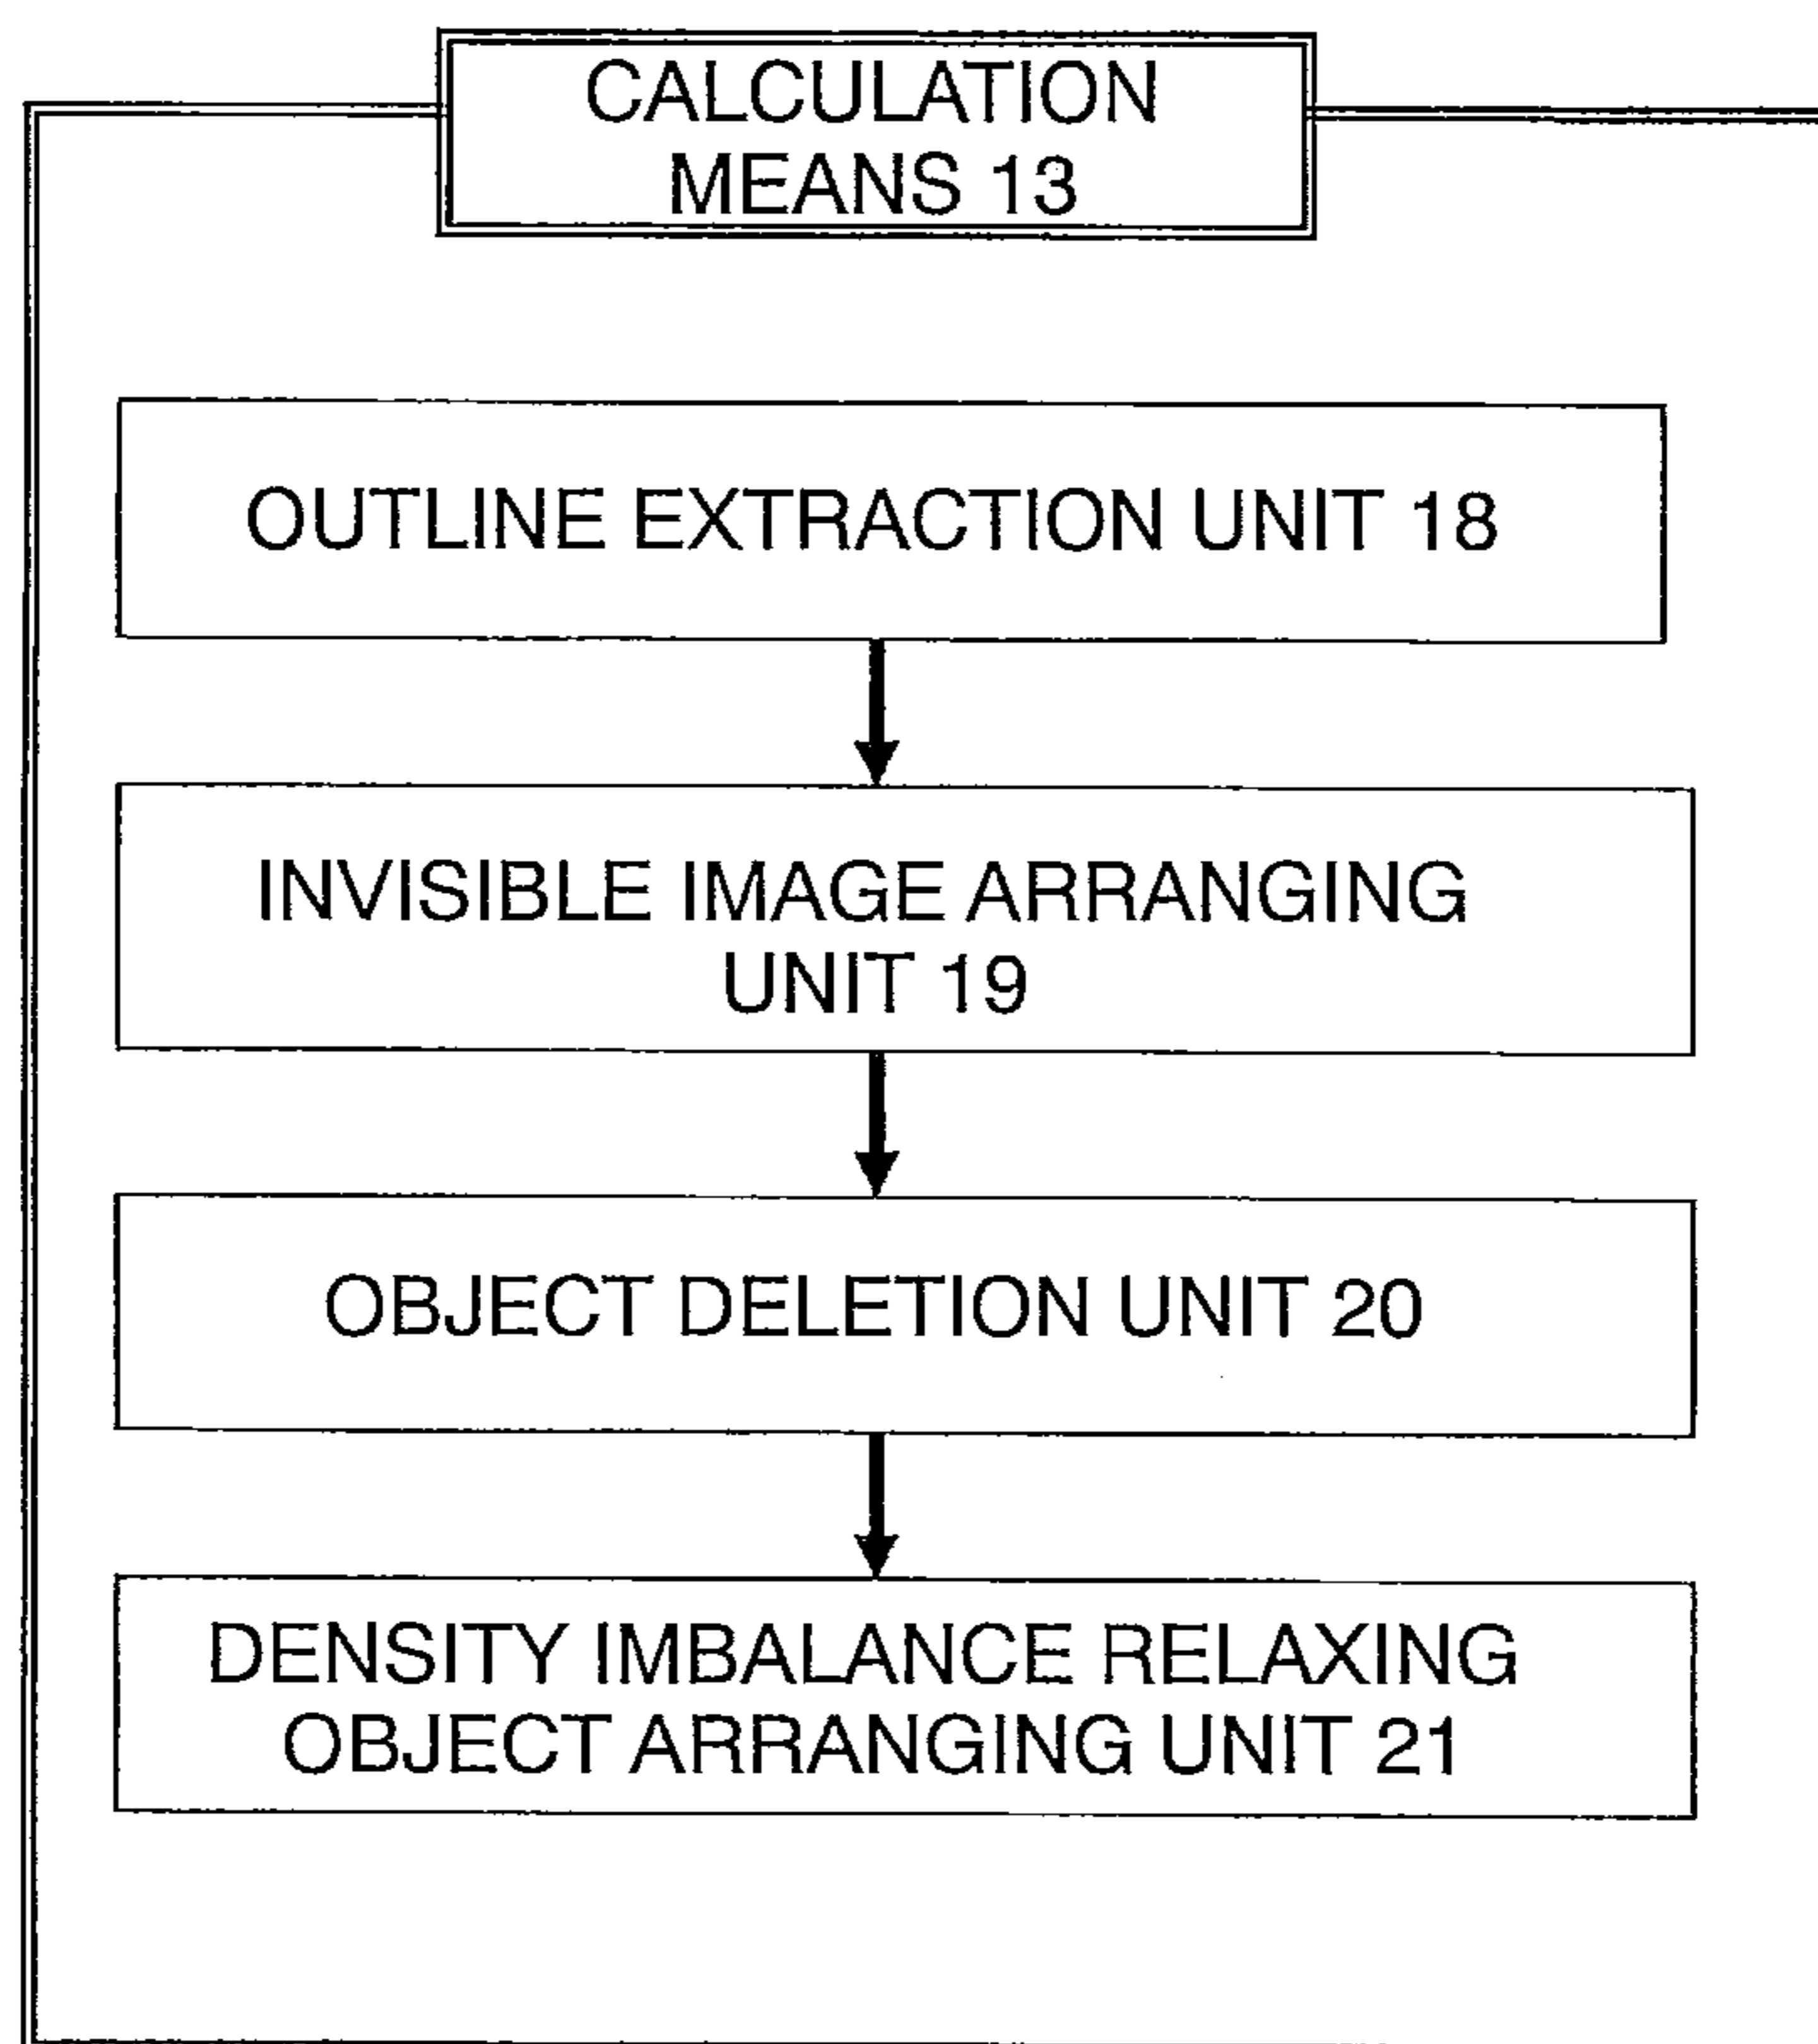 CALCULATION
MEANS 13
OUTLINE EXTRACTION UNIT 18
INVISIBLE IMAGE ARRANGING
UNIT 19
OBJECT DELETION UNIT 20
DENSITY IMBALANCE RELAXING
OBJECT ARRANGING UNIT 21